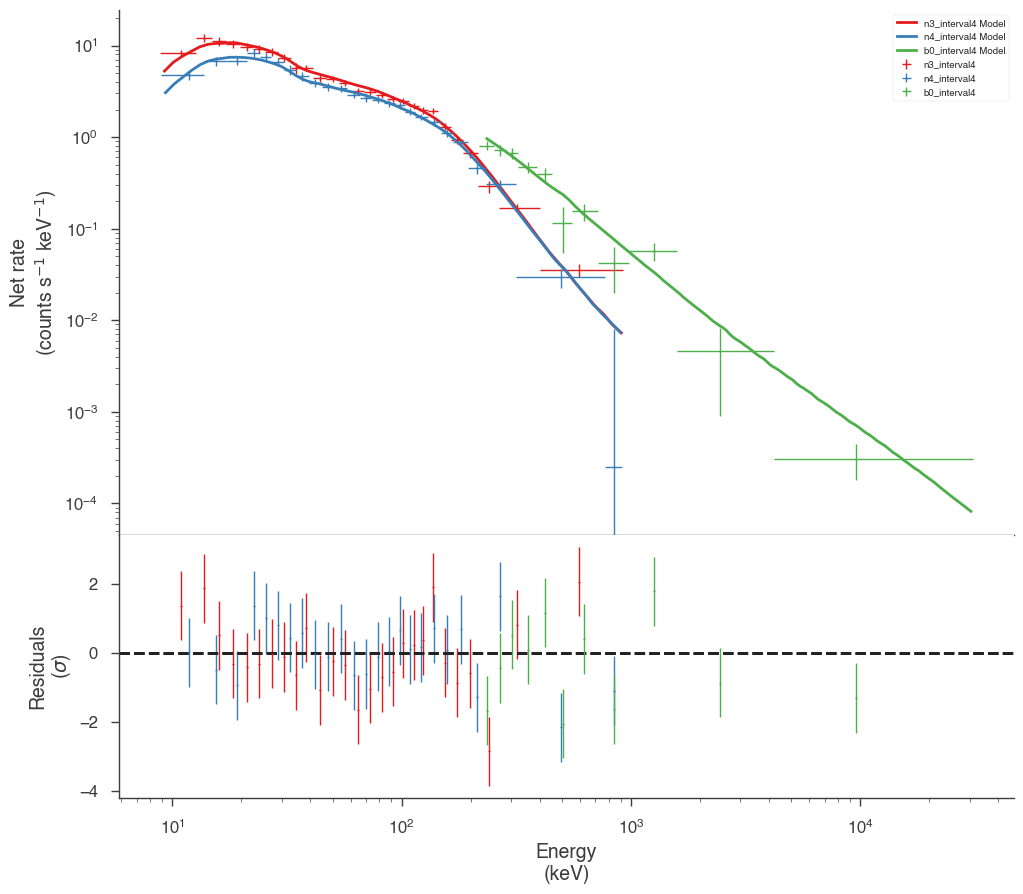 n3_interval4 Model
n4_interval4 Model
b0_interval4 Model
n3_interval4
n4_interval4
b0_interval4
10¹
10⁰
10⁻¹
10⁻²
10⁻³
10⁻⁴
Net rate
(counts s⁻¹ keV⁻¹)
2
0
−2
−4
Residuals
(σ)
10¹ 10² 10³ 10⁴
Energy
(keV)